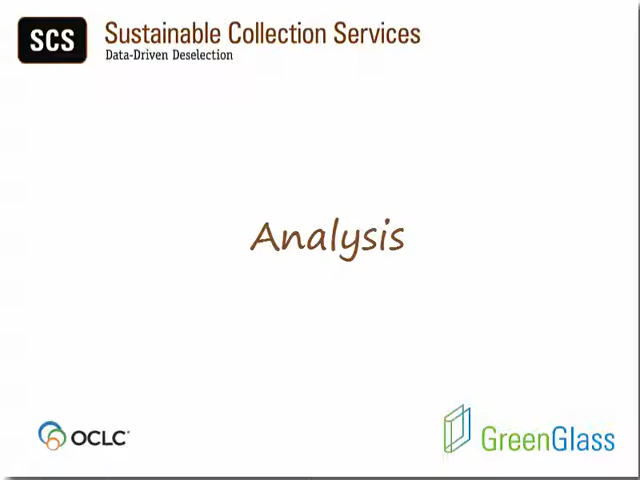 SCS
Sustainable Collection Services
Data-Driven Deselection
Analysis
OCLC
GreenGlass